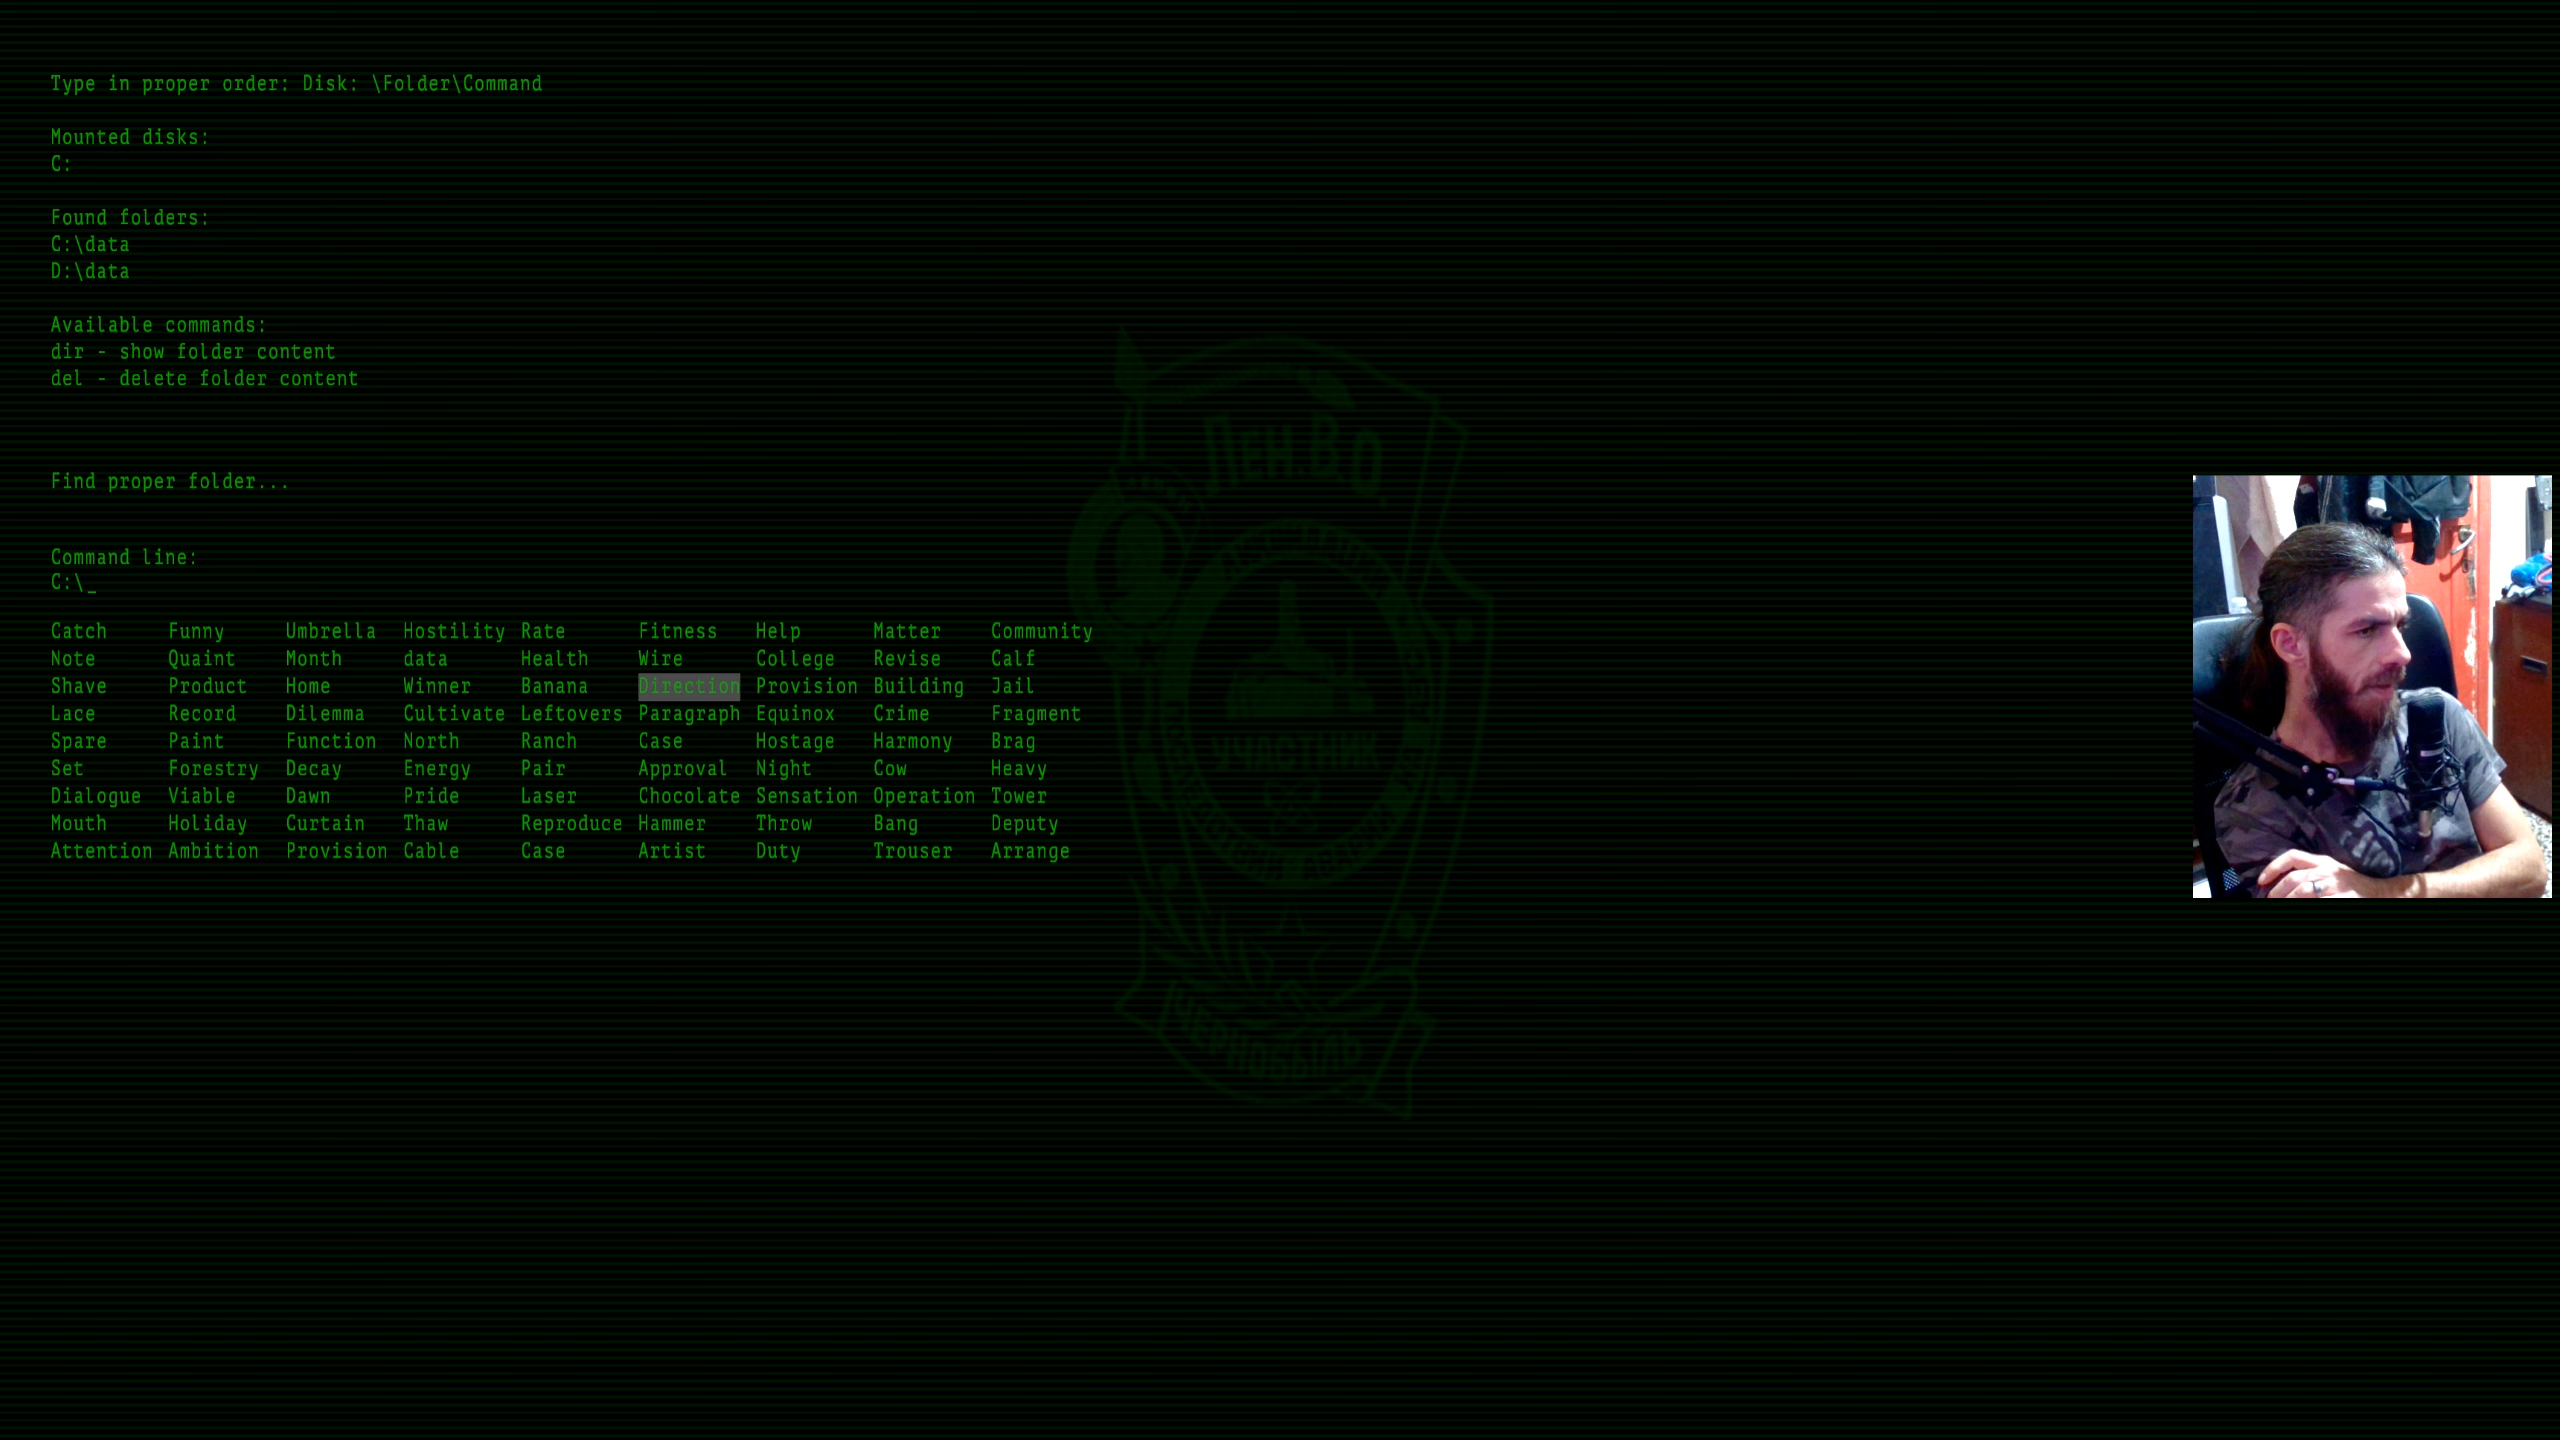 Type in proper order: Disk: \Folder\Command
Mounted disks:
C:
Found folders:
C:\data
D:\data
Available commands:
dir - show folder content
del - delete folder content
Find proper folder...
Command line:
C:\_
Catch Funny Umbrella Hostility Rate Fitness Help Matter Community
Note Quaint Month data Health Wire College Revise Calf
Shave Product Home Winner Banana Direction Provision Building Jail
Lace Record Dilemma Cultivate Leftovers Paragraph Equinox Crime Fragment
Spare Paint Function North Ranch Case Hostage Harmony Brag
Set Forestry Decay Energy Pair Approval Night Cow Heavy
Dialogue Viable Dawn Pride Laser Chocolate Sensation Operation Tower
Mouth Holiday Curtain Thaw Reproduce Hammer Throw Bang Deputy
Attention Ambition Provision Cable Case Artist Duty Trouser Arrange
Лен.В.О.
УЧАСТНИК
ЧЕРНОБЫЛЬ